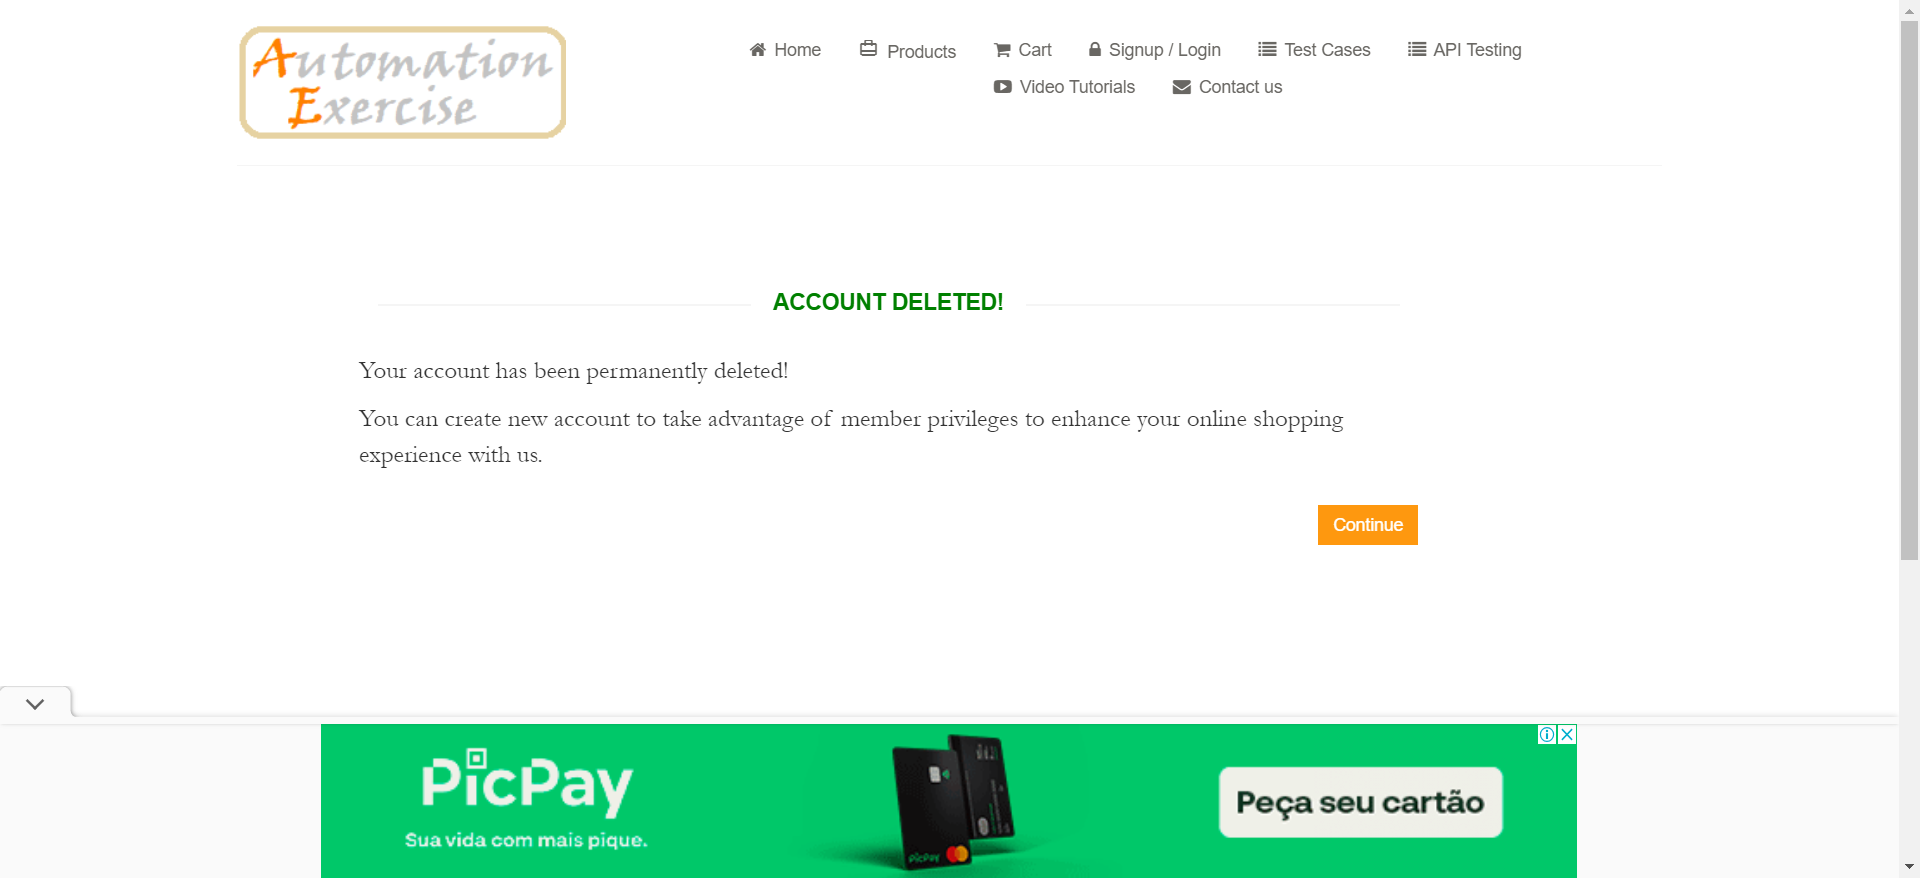 Automation
Exercise
Home
Products
Cart
Signup / Login
Test Cases
API Testing
Video Tutorials
Contact us
ACCOUNT DELETED!
Your account has been permanently deleted!
You can create new account to take advantage of member privileges to enhance your online shopping
experience with us.
Continue
PicPay
Sua vida com mais pique.
PicPay
Peça seu cartão